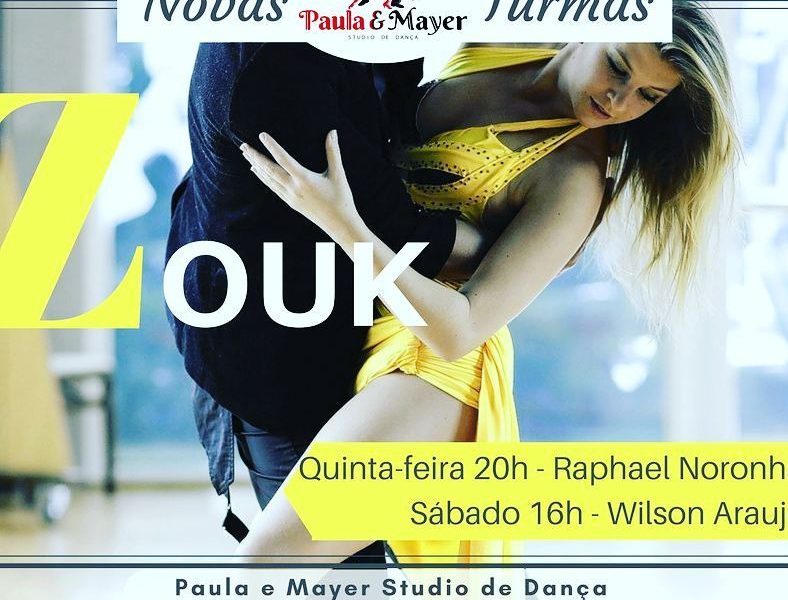 Novas Turmas
Paula & Mayer
STUDIO DE DANÇA
ZOUK
Quinta-feira 20h - Raphael Noronh
Sábado 16h - Wilson Arauj
Paula e Mayer Studio de Dança